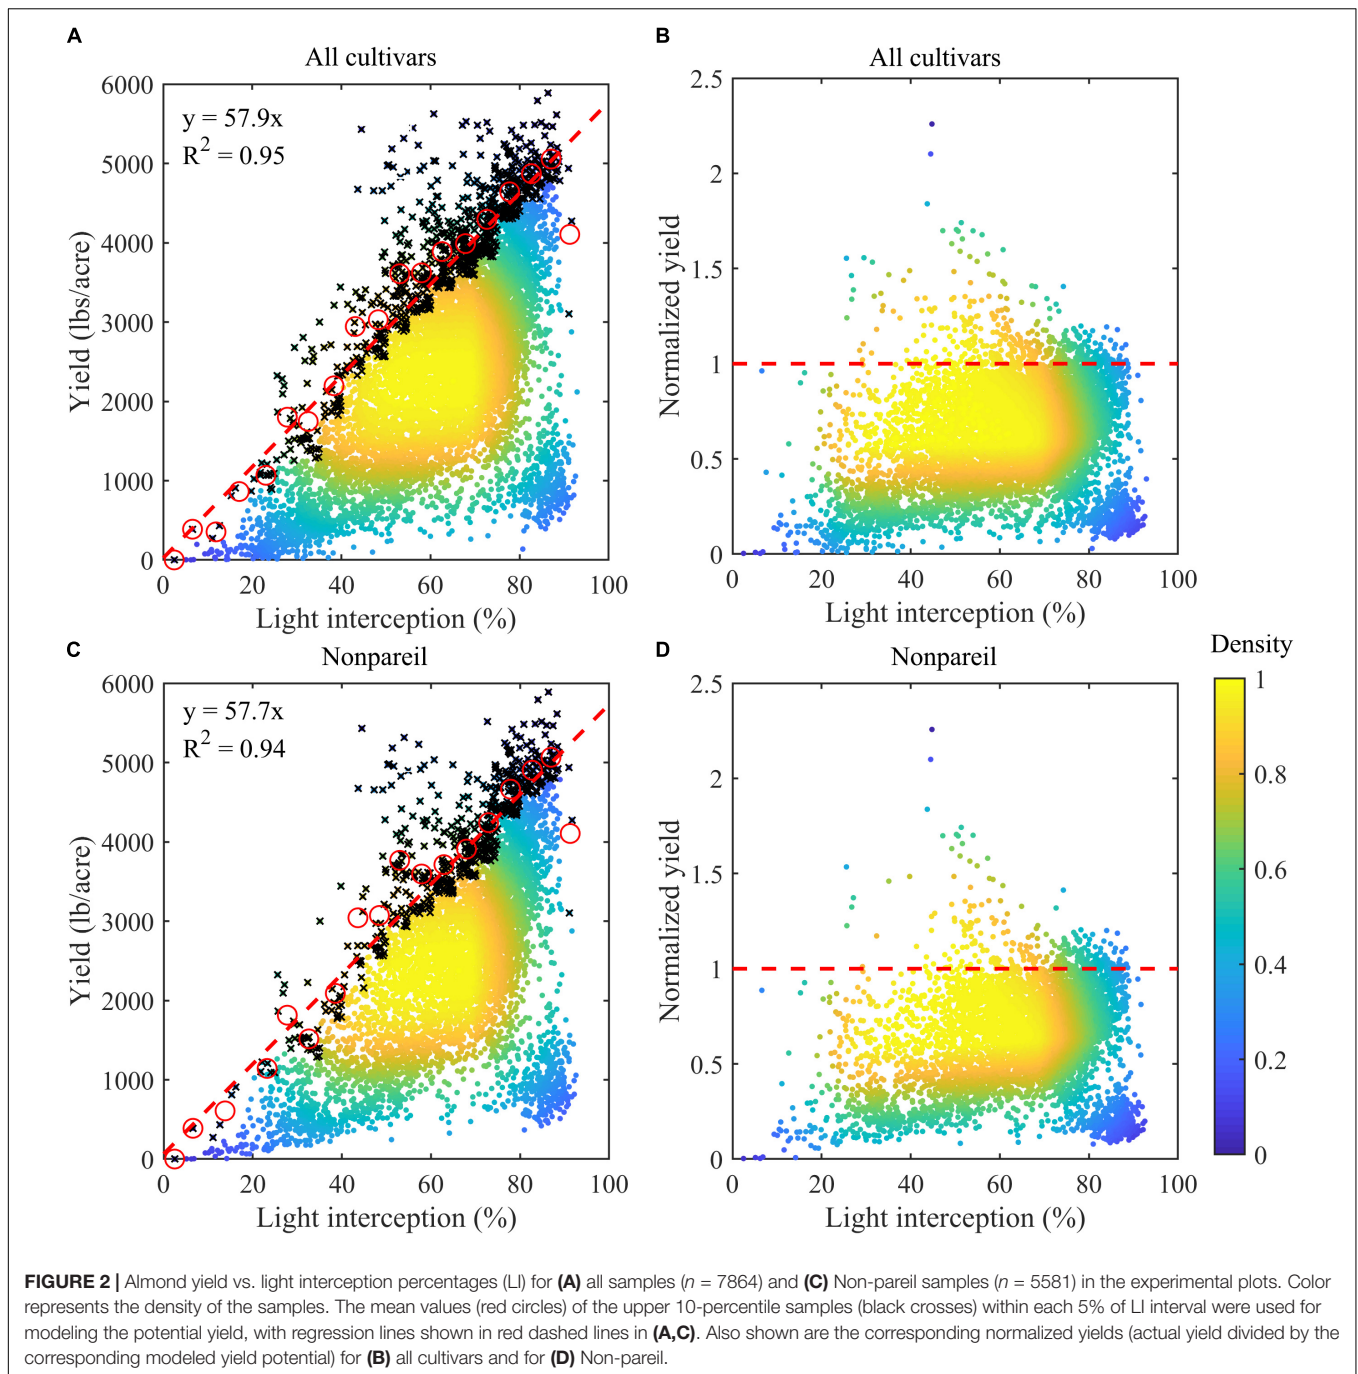 A
All cultivars
y = 57.9x
R2 = 0.95
Yield (lbs/acre)
6000
5000
4000
3000
2000
1000
0
0 20 40 60 80 100
Light interception (%)
B
All cultivars
Normalized yield
2.5
2
1.5
1
0.5
0
0 20 40 60 80 100
Light interception (%)
C
Nonpareil
y = 57.7x
R2 = 0.94
Yield (lb/acre)
6000
5000
4000
3000
2000
1000
0
0 20 40 60 80 100
Light interception (%)
D
Nonpareil
Normalized yield
2.5
2
1.5
1
0.5
0
0 20 40 60 80 100
Light interception (%)
Density
1
0.8
0.6
0.4
0.2
0
FIGURE 2 | Almond yield vs. light interception percentages (LI) for (A) all samples (n = 7864) and (C) Non-pareil samples (n = 5581) in the experimental plots. Color
represents the density of the samples. The mean values (red circles) of the upper 10-percentile samples (black crosses) within each 5% of LI interval were used for
modeling the potential yield, with regression lines shown in red dashed lines in (A,C). Also shown are the corresponding normalized yields (actual yield divided by the
corresponding modeled yield potential) for (B) all cultivars and for (D) Non-pareil.